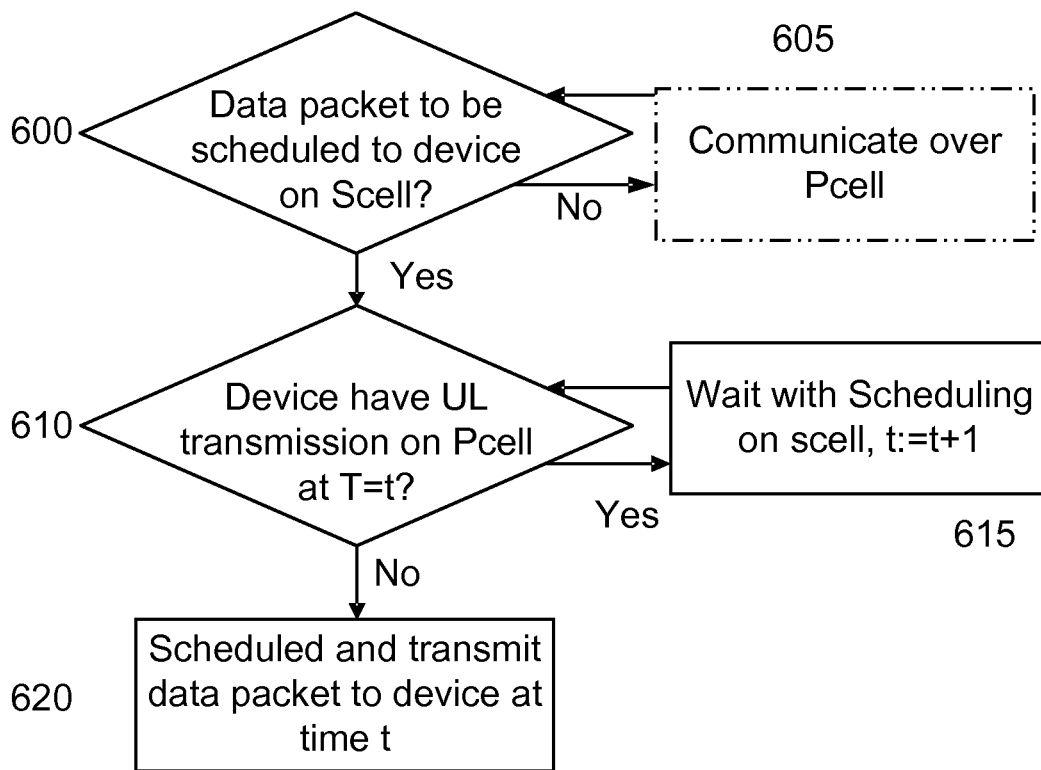 605
600
Data packet to be
scheduled to device
on Scell?
Communicate over
Pcell
No
Yes
610
Device have UL
transmission on Pcell
at T=t?
Wait with Scheduling
on scell, t:=t+1
Yes
615
No
620
Scheduled and transmit
data packet to device at
time t